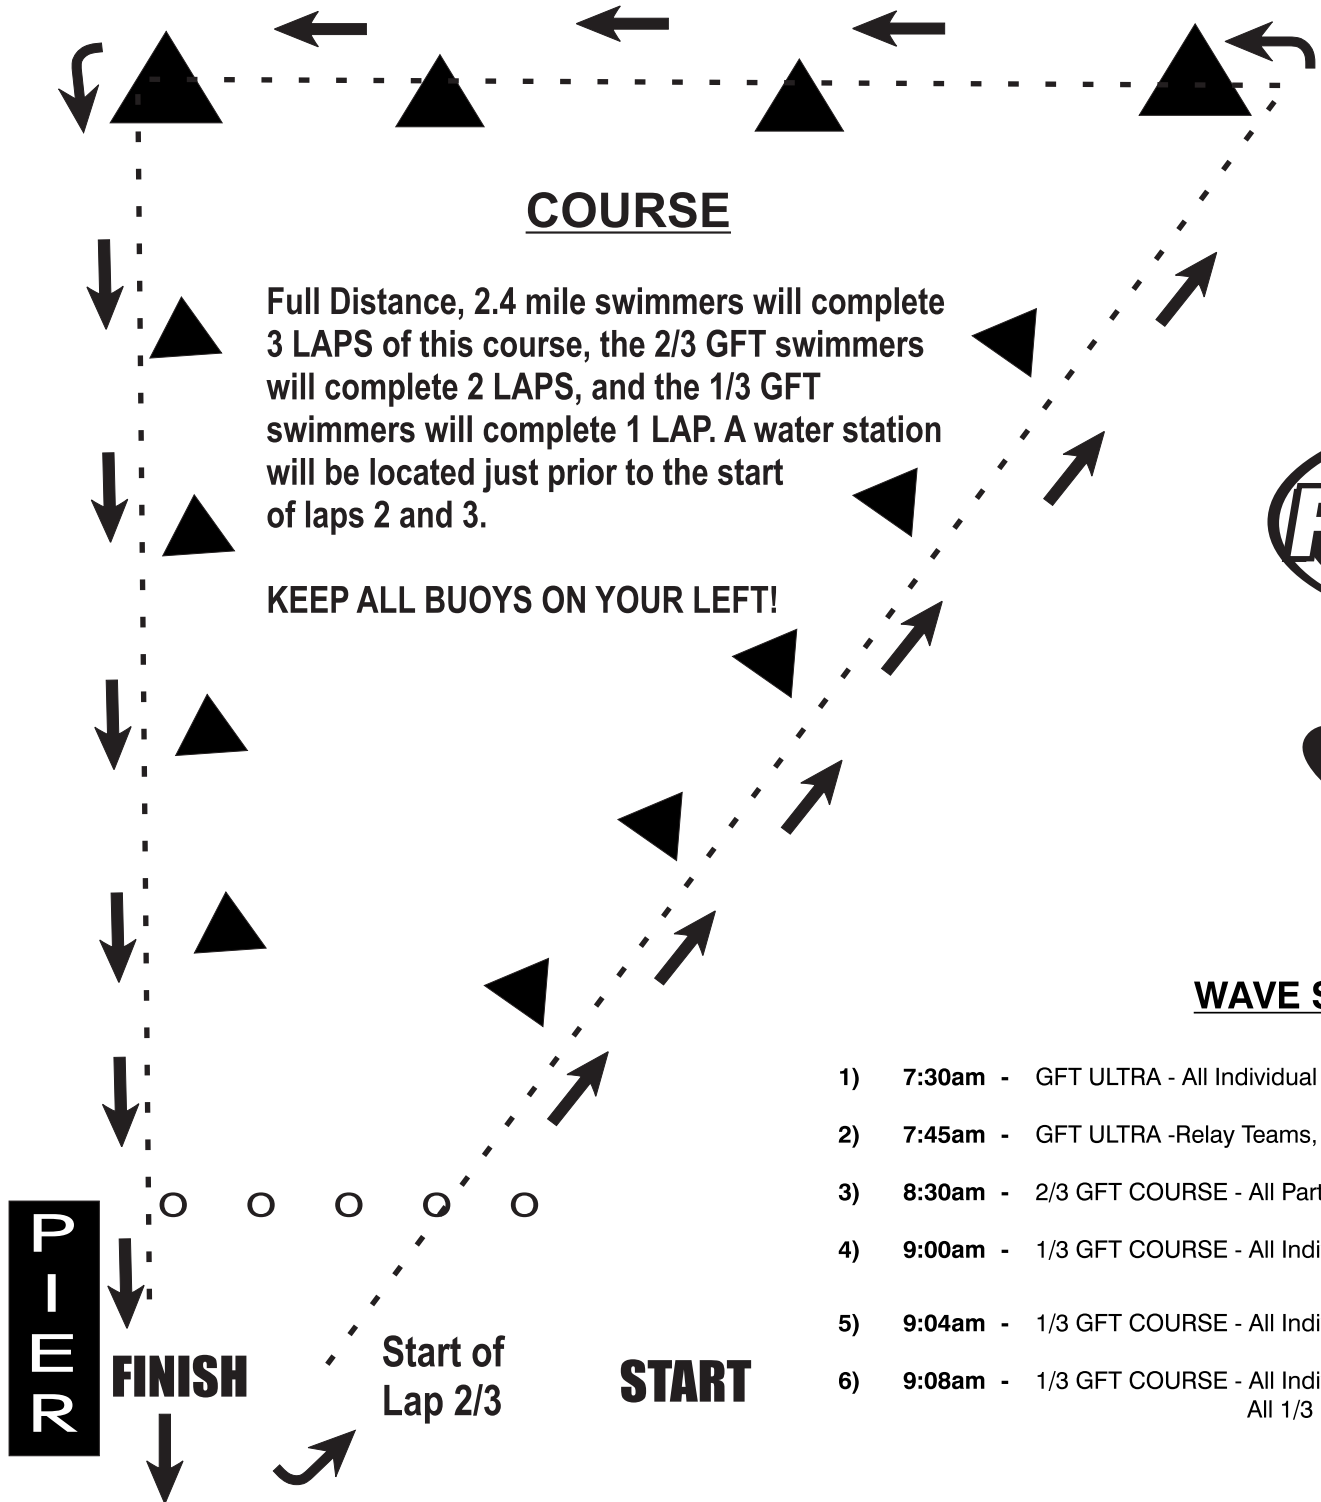 COURSE
Full Distance, 2.4 mile swimmers will complete
3 LAPS of this course, the 2/3 GFT swimmers
will complete 2 LAPS, and the 1/3 GFT
swimmers will complete 1 LAP. A water station
will be located just prior to the start
of laps 2 and 3.
KEEP ALL BUOYS ON YOUR LEFT!
WAVE S
1) 7:30am - GFT ULTRA - All Individual
2) 7:45am - GFT ULTRA -Relay Teams,
3) 8:30am - 2/3 GFT COURSE - All Part
4) 9:00am - 1/3 GFT COURSE - All Indi
5) 9:04am - 1/3 GFT COURSE - All Indi
6) 9:08am - 1/3 GFT COURSE - All Indi
All 1/3
O O O O O
PIER
FINISH
Start of
Lap 2/3
START